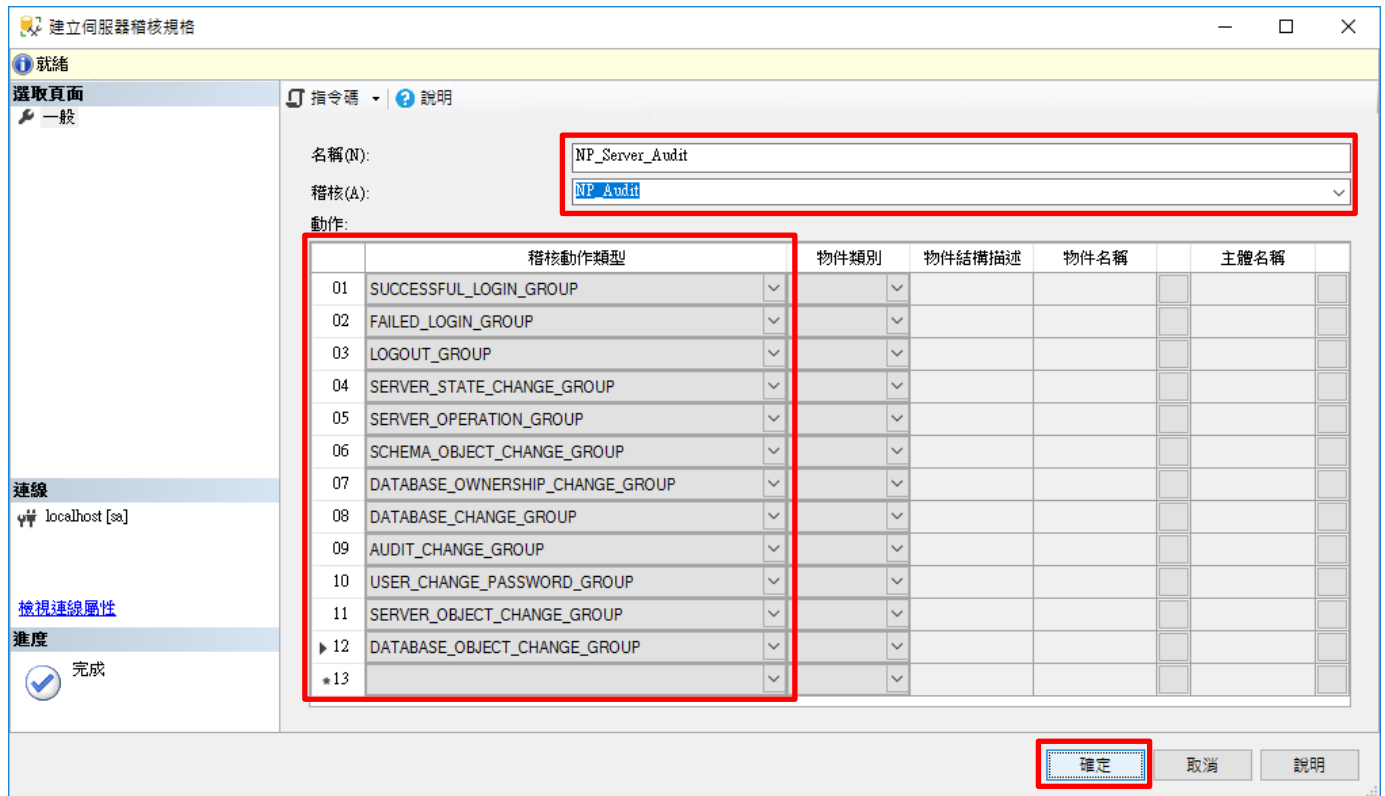 建立伺服器稽核規格
就緒
選取頁面
一般
指令碼 說明
名稱(N): NP_Server_Audit
稽核(A): NP_Audit
動作:
稽核動作類型 物件類別 物件結構描述 物件名稱 主體名稱
01 SUCCESSFUL_LOGIN_GROUP
02 FAILED_LOGIN_GROUP
03 LOGOUT_GROUP
04 SERVER_STATE_CHANGE_GROUP
05 SERVER_OPERATION_GROUP
06 SCHEMA_OBJECT_CHANGE_GROUP
07 DATABASE_OWNERSHIP_CHANGE_GROUP
08 DATABASE_CHANGE_GROUP
09 AUDIT_CHANGE_GROUP
10 USER_CHANGE_PASSWORD_GROUP
11 SERVER_OBJECT_CHANGE_GROUP
12 DATABASE_OBJECT_CHANGE_GROUP
*13
連線
localhost [sa]
檢視連線屬性
進度
完成
確定 取消 說明